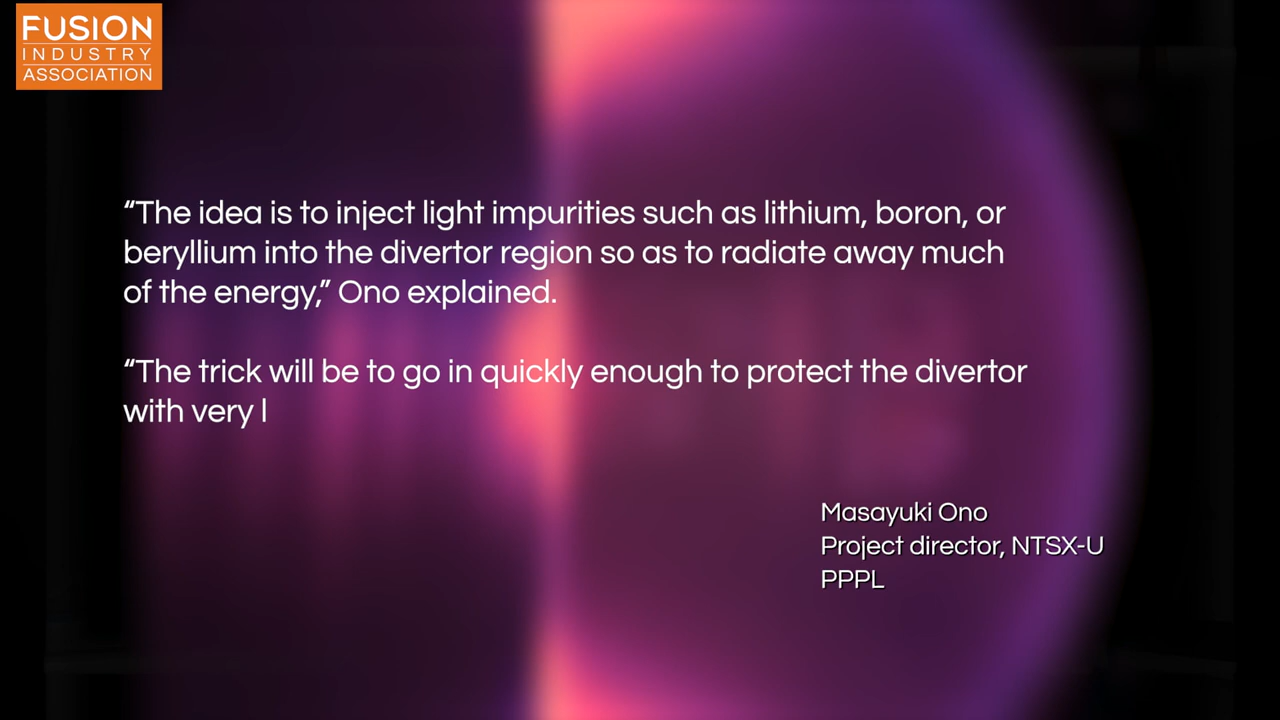 FUSION
INDUSTRY
ASSOCIATION
“The idea is to inject light impurities such as lithium, boron, or
beryllium into the divertor region so as to radiate away much
of the energy,” Ono explained.
“The trick will be to go in quickly enough to protect the divertor
with very l
Masayuki Ono
Project director, NTSX-U
PPPL